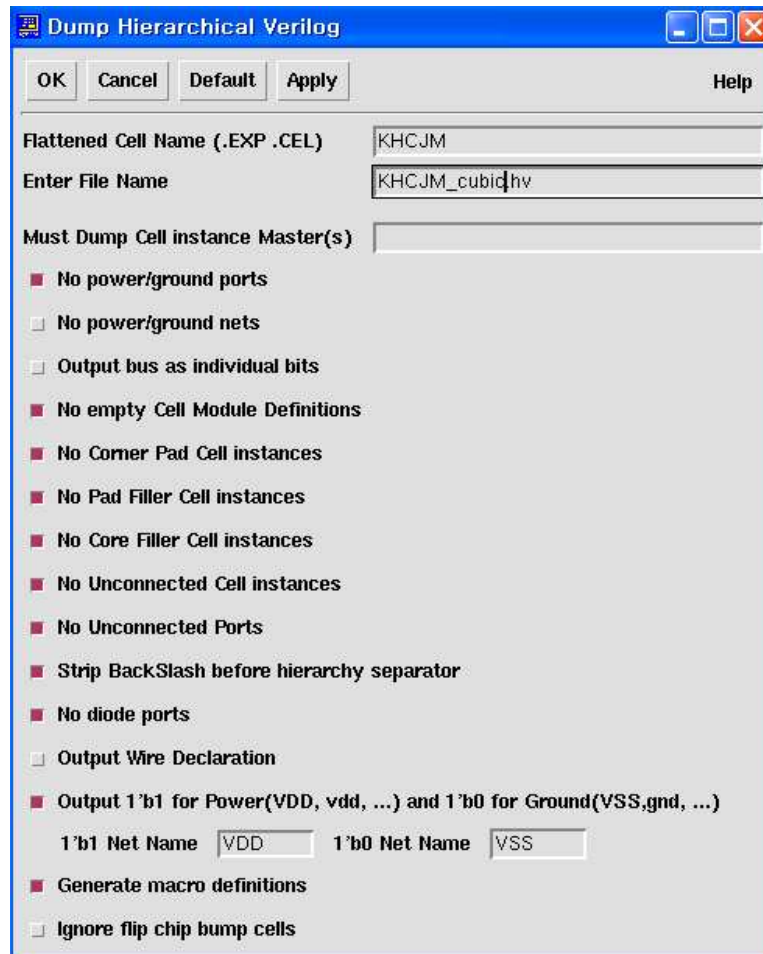 Dump Hierarchical Verilog
OK Cancel Default Apply Help
Flattened Cell Name (.EXP .CEL) KHCJM
Enter File Name KHCJM_cubic.hv
Must Dump Cell instance Master(s)
No power/ground ports
No power/ground nets
Output bus as individual bits
No empty Cell Module Definitions
No Corner Pad Cell instances
No Pad Filler Cell instances
No Core Filler Cell instances
No Unconnected Cell instances
No Unconnected Ports
Strip BackSlash before hierarchy separator
No diode ports
Output Wire Declaration
Output 1'b1 for Power(VDD, vdd, ...) and 1'b0 for Ground(VSS,gnd, ...)
1'b1 Net Name VDD 1'b0 Net Name VSS
Generate macro definitions
Ignore flip chip bump cells